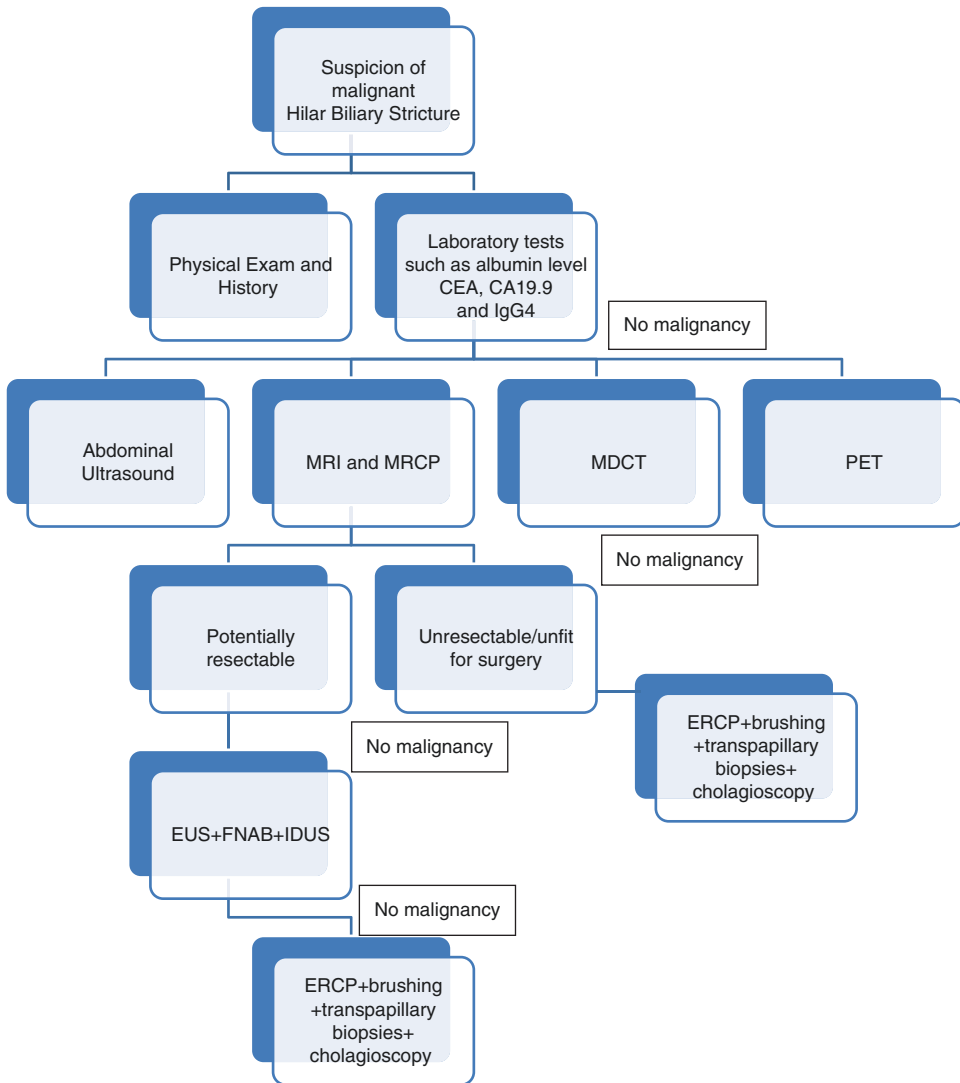 Suspicion of
malignant
Hilar Biliary Stricture
Physical Exam and
History
Laboratory tests
such as albumin level
CEA, CA19.9
and IgG4
No malignancy
Abdominal
Ultrasound
MRI and MRCP
MDCT
PET
No malignancy
Potentially
resectable
Unresectable/unfit
for surgery
ERCP+brushing
+transpapillary
biopsies+
cholagioscopy
No malignancy
EUS+FNAB+IDUS
No malignancy
ERCP+brushing
+transpapillary
biopsies+
cholagioscopy